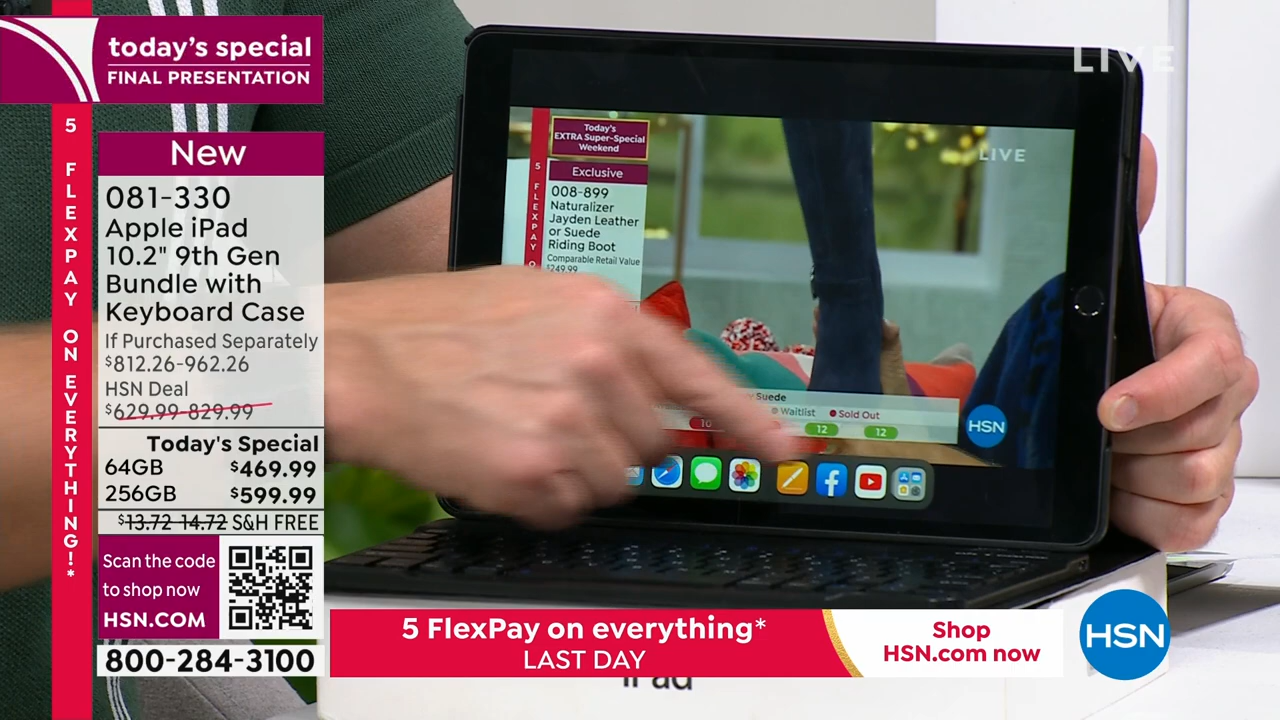 today's special
FINAL PRESENTATION
LIVE
5 FLEXPAY ON EVERYTHING!*
New
081-330
Apple iPad
10.2" 9th Gen
Bundle with
Keyboard Case
If Purchased Separately
$812.26-962.26
HSN Deal
$629.99-829.99
Today's Special
64GB $469.99
256GB $599.99
$13.72-14.72 S&H FREE
Scan the code
to shop now
HSN.COM
800-284-3100
Today's
EXTRA Super-Special
Weekend
LIVE
5 FLEXPAY O
Exclusive
008-899
Naturalizer
Jayden Leather
or Suede
Riding Boot
Comparable Retail Value
$249.99
Suede
Waitlist Sold Out
10 12 12
HSN
5 FlexPay on everything*
LAST DAY
Shop
HSN.com now
HSN
iPad